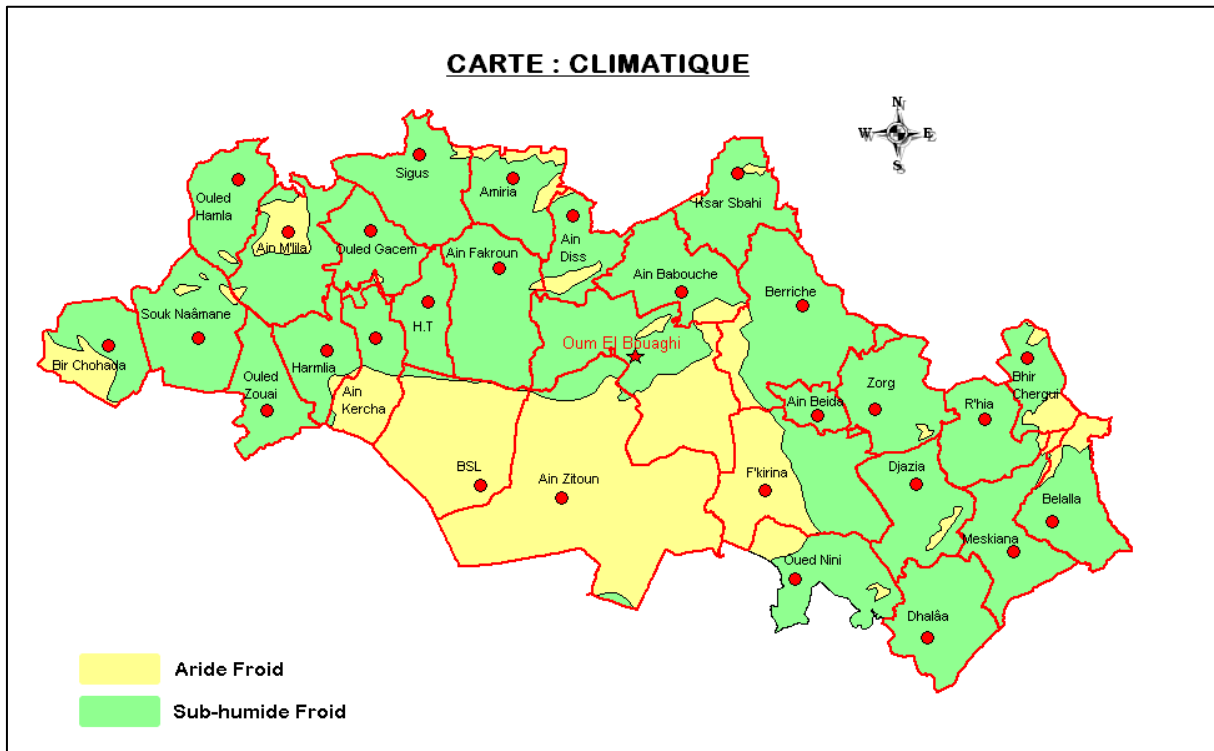 CARTE : CLIMATIQUE
N
W E
S
Sigus
Amiria
Ksar Sbahi
Ouled
Hamla
Ain M'lila
Ouled Gacem
Ain Fakroun
Ain
Diss
Ain Babouche
Berriche
Souk Naâmane
H.T
Oum El Bouaghi
Bir Chohada
Harmlia
Ouled
Zouai
Ain
Kercha
Ain Beida
Zorg
R'hia
Bhir
Chergui
BSL
Ain Zitoun
F'kirina
Djazia
Belalla
Meskiana
Oued Nini
Dhalâa
Aride Froid
Sub-humide Froid